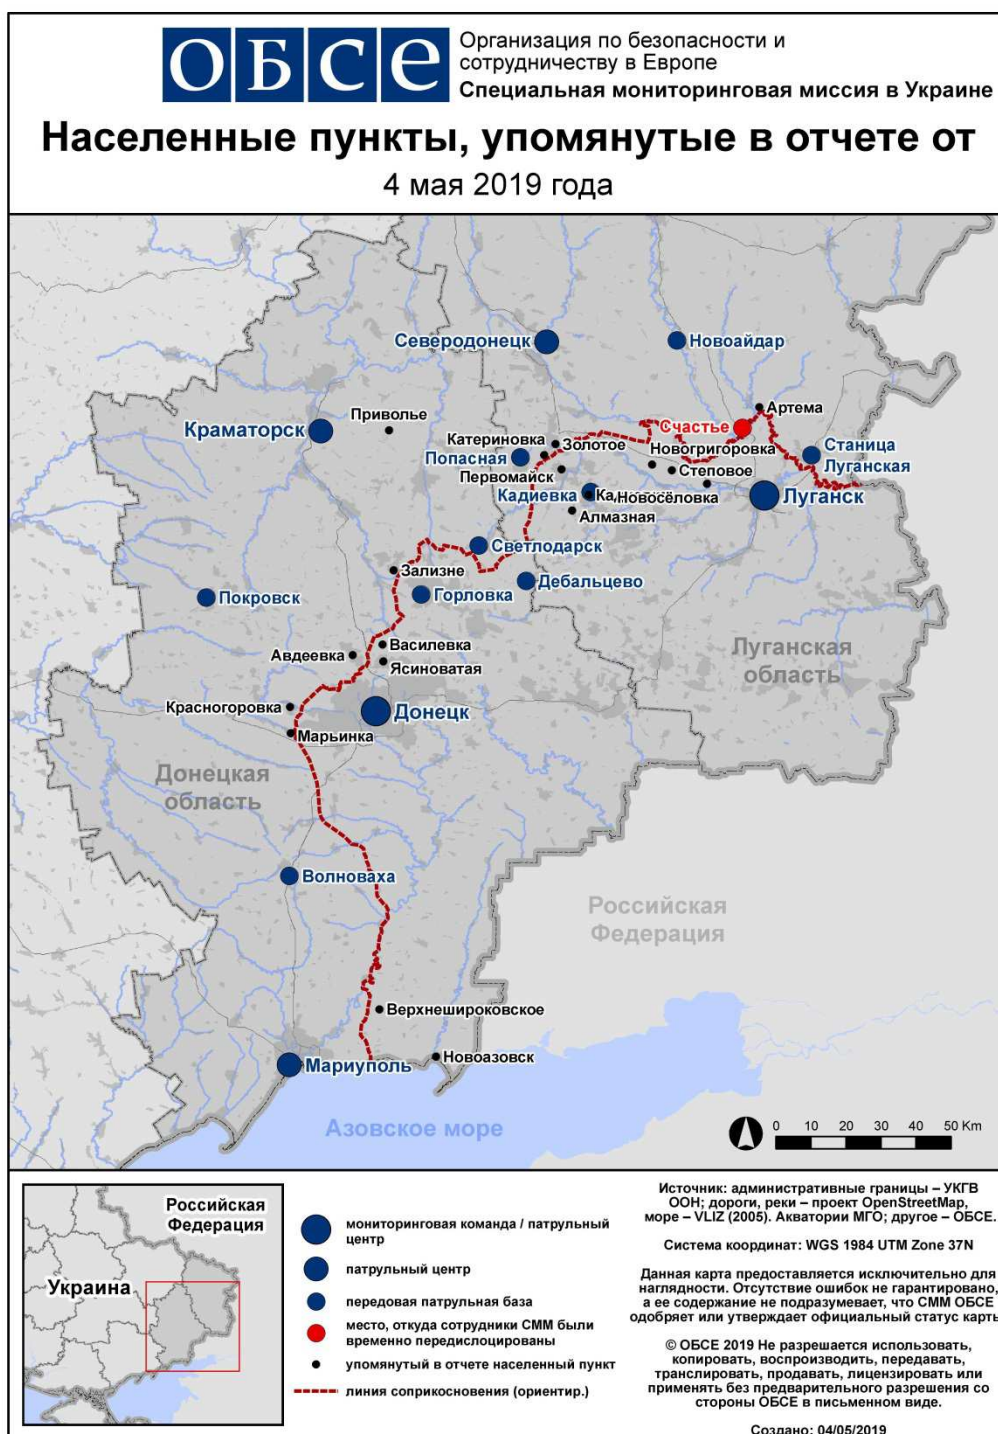 ОБСЕ
Организация по безопасности и
сотрудничеству в Европе
Специальная мониторинговая миссия в Украине
Населенные пункты, упомянутые в отчете от
4 мая 2019 года
Северодонецк
Новоайдар
Артема
Приволье
Краматорск
Счастье
Катериновка
Золотое
Новогригоровка
Станица
Луганская
Попасная
Первомайск
Степовое
Кадиевка
Новосёловка
Луганск
Алмазная
Светлодарск
Зализне
Дебальцево
Горловка
Покровск
Василевка
Авдеевка
Ясиноватая
Луганская
область
Красногоровка
Донецк
Марьинка
Донецкая
область
Волноваха
Российская
Федерация
Верхнешироковское
Новоазовск
Мариуполь
Азовское море
0 10 20 30 40 50 Km
Российская
Федерация
Украина
мониторинговая команда / патрульный
центр
патрульный центр
передовая патрульная база
место, откуда сотрудники СММ были
временно передислоцированы
упомянутый в отчете населенный пункт
линия соприкосновения (ориентир.)
Источник: административные границы – УКГВ
ООН; дороги, реки – проект OpenStreetMap,
море – VLIZ (2005). Акватории МГО; другое – ОБСЕ.
Система координат: WGS 1984 UTM Zone 37N
Данная карта предоставляется исключительно для
наглядности. Отсутствие ошибок не гарантировано,
а ее содержание не подразумевает, что СММ ОБСЕ
одобряет или утверждает официальный статус карты
© ОБСЕ 2019 Не разрешается использовать,
копировать, воспроизводить, передавать,
транслировать, продавать, лицензировать или
применять без предварительного разрешения со
стороны ОБСЕ в письменном виде.
Создано: 04/05/2019